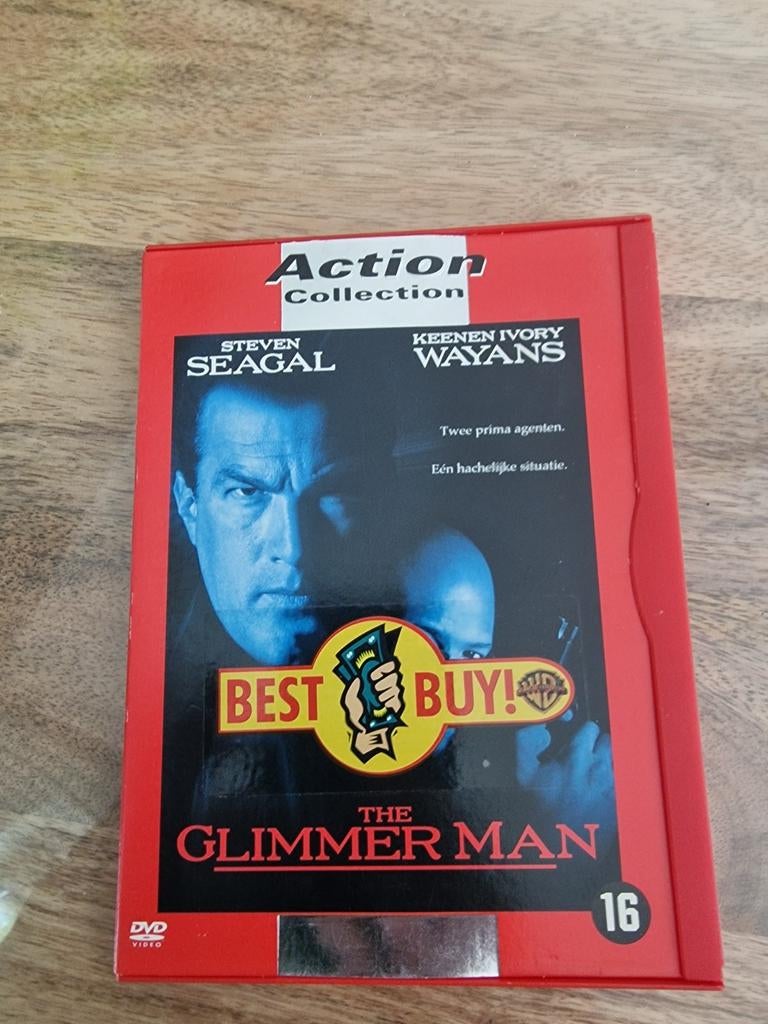 Action
Collection
STEVEN
SEAGAL
KEENEN IVORY
WAYANS
Twee prima agenten.
Eén hachelijke situatie.
BEST BUY!
THE
GLIMMER MAN
16
DVD
VIDEO